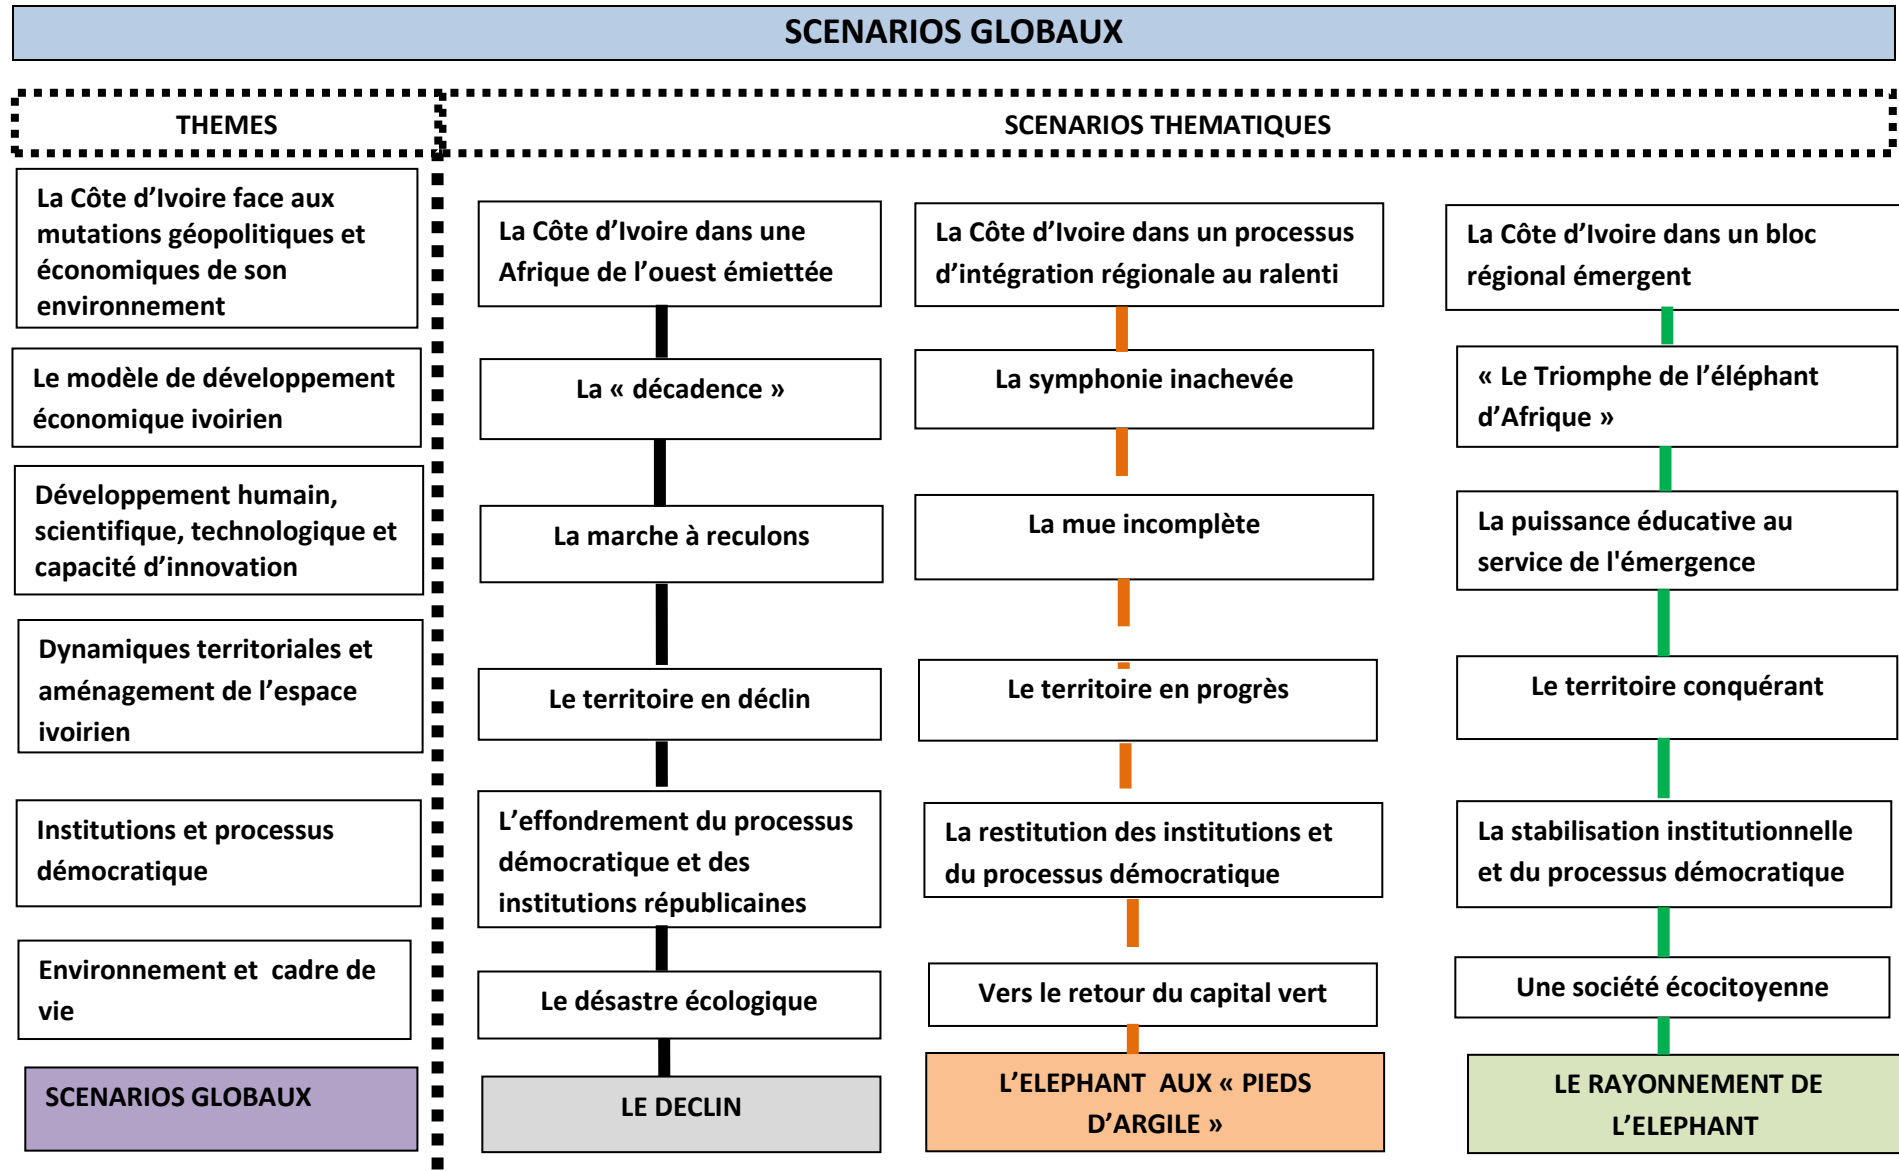 SCENARIOS GLOBAUX
THEMES
SCENARIOS THEMATIQUES
La Côte d’Ivoire face aux
mutations géopolitiques et
économiques de son
environnement
La Côte d’Ivoire dans une
Afrique de l’ouest émiettée
La Côte d’Ivoire dans un processus
d’intégration régionale au ralenti
La Côte d’Ivoire dans un bloc
régional émergent
Le modèle de développement
économique ivoirien
La « décadence »
La symphonie inachevée
« Le Triomphe de l’éléphant
d’Afrique »
Développement humain,
scientifique, technologique et
capacité d’innovation
La marche à reculons
La mue incomplète
La puissance éducative au
service de l'émergence
Dynamiques territoriales et
aménagement de l’espace
ivoirien
Le territoire en déclin
Le territoire en progrès
Le territoire conquérant
Institutions et processus
démocratique
L’effondrement du processus
démocratique et des
institutions républicaines
La restitution des institutions et
du processus démocratique
La stabilisation institutionnelle
et du processus démocratique
Environnement et cadre de
vie
Le désastre écologique
Vers le retour du capital vert
Une société écocitoyenne
SCENARIOS GLOBAUX
LE DECLIN
L’ELEPHANT AUX « PIEDS
D’ARGILE »
LE RAYONNEMENT DE
L’ELEPHANT